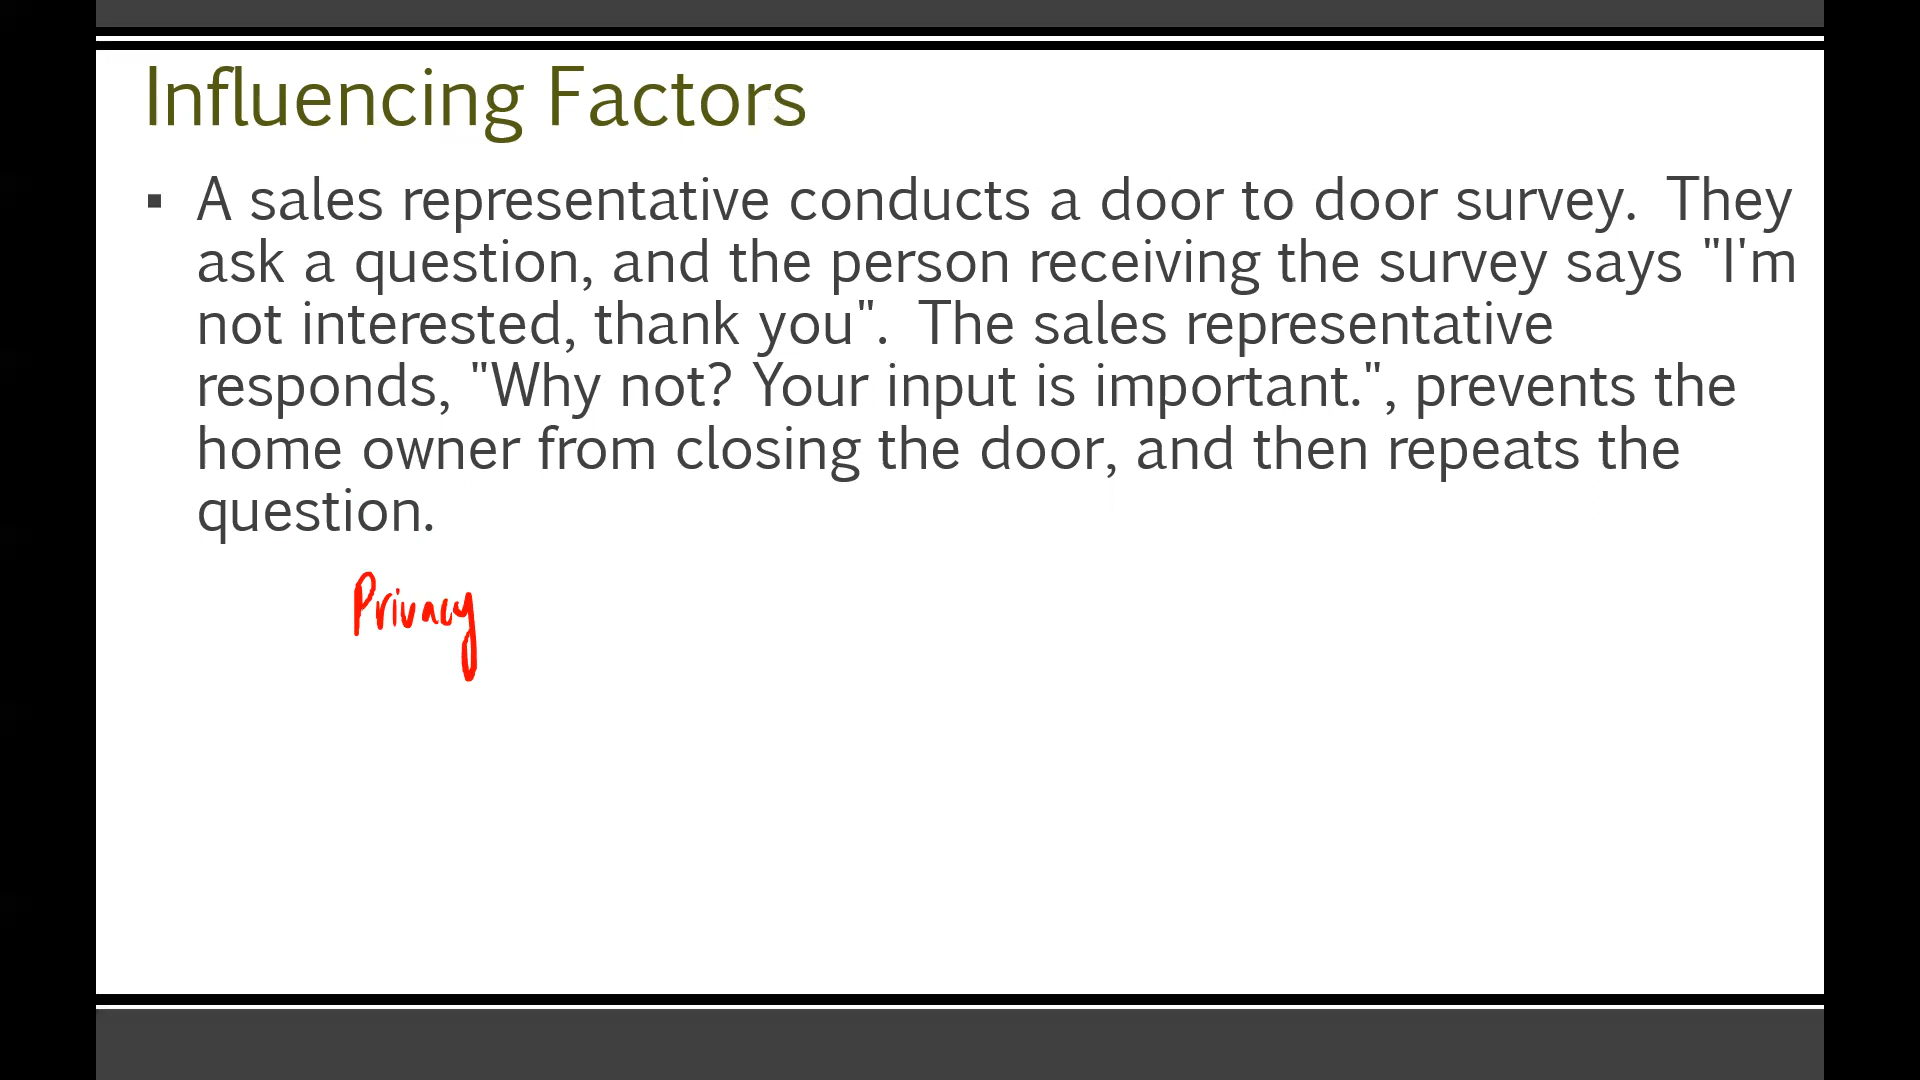 Influencing Factors
▪ A sales representative conducts a door to door survey. They
ask a question, and the person receiving the survey says "I'm
not interested, thank you". The sales representative
responds, "Why not? Your input is important.", prevents the
home owner from closing the door, and then repeats the
question.
Privacy